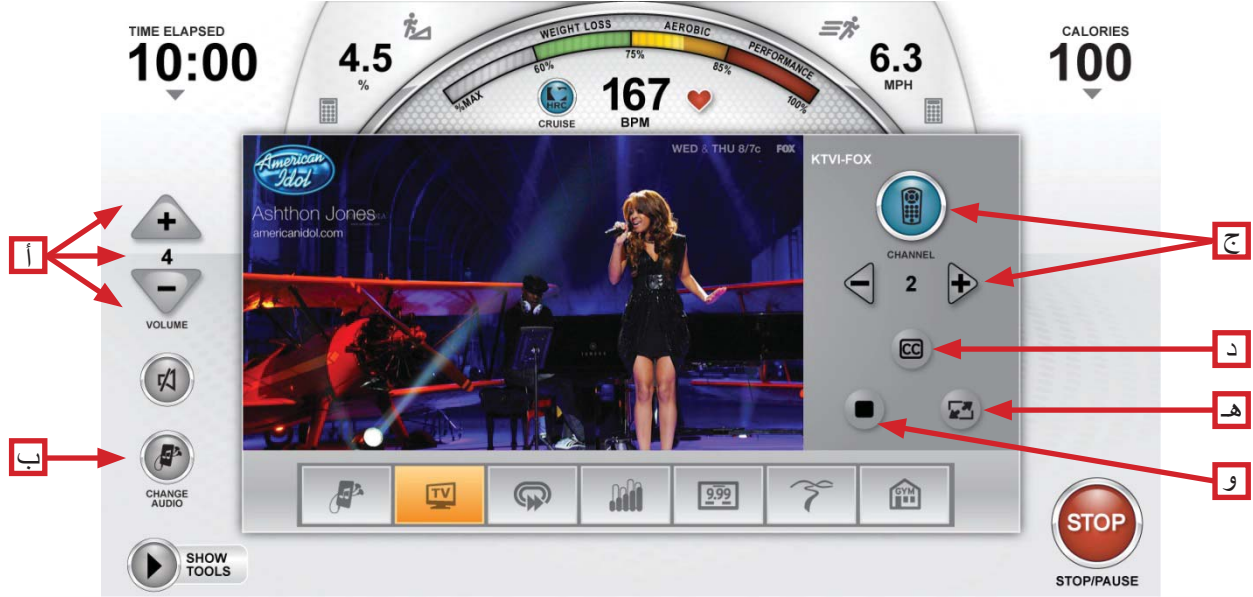 TIME ELAPSED
10:00
4.5
%
WEIGHT LOSS
AEROBIC
PERFORMANCE
%MAX
60%
75%
85%
100%
HRC
CRUISE
167
BPM
6.3
MPH
CALORIES
100
American
Idol
WED & THU 8/7c FOX
Ashthon Jones
americanidol.com
KTVI-FOX
CHANNEL
2
CC
أ
4
VOLUME
ب
CHANGE
AUDIO
ج
د
هـ
و
TV
9.99
GYM
SHOW
TOOLS
STOP
STOP/PAUSE